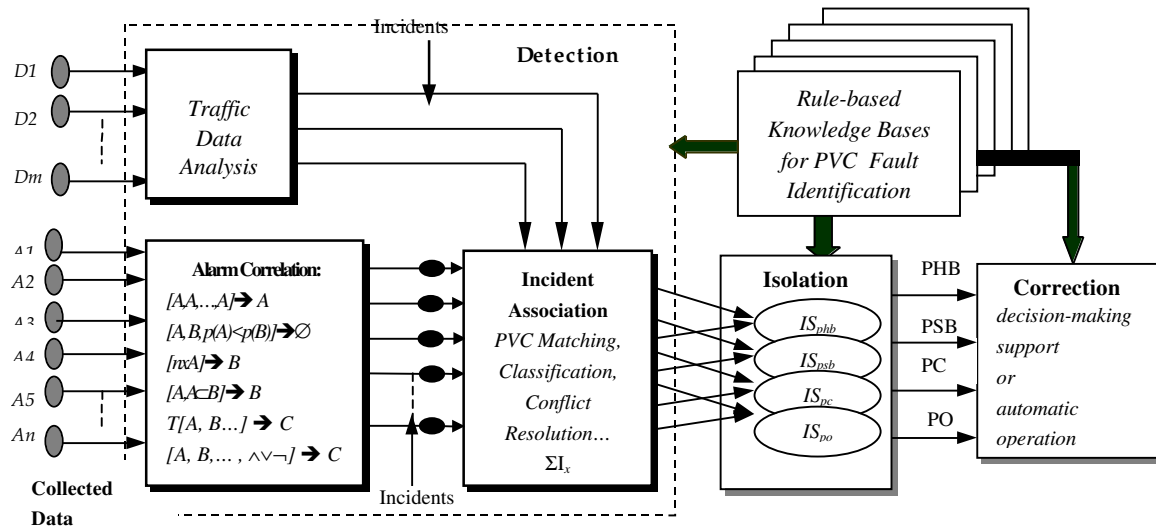 Incidents
Detection
D1
D2
Dm
Traffic
Data
Analysis
Rule-based
Knowledge Bases
for PVC Fault
Identification
A1
A2
A3
A4
A5
An
Collected
Data
Alarm Correlation:
[A,A,…,A]➔ A
[A,B,p(A)<p(B)]➔∅
[nxA]➔ B
[A,A⊂B]➔ B
T[A, B…] ➔ C
[A, B,… , ∧∨¬] ➔ C
Incidents
Incident
Association
PVC Matching,
Classification,
Conflict
Resolution…
ΣIx
Isolation
ISphb
ISpsb
ISpc
ISpo
PHB
PSB
PC
PO
Correction
decision-making
support
or
automatic
operation